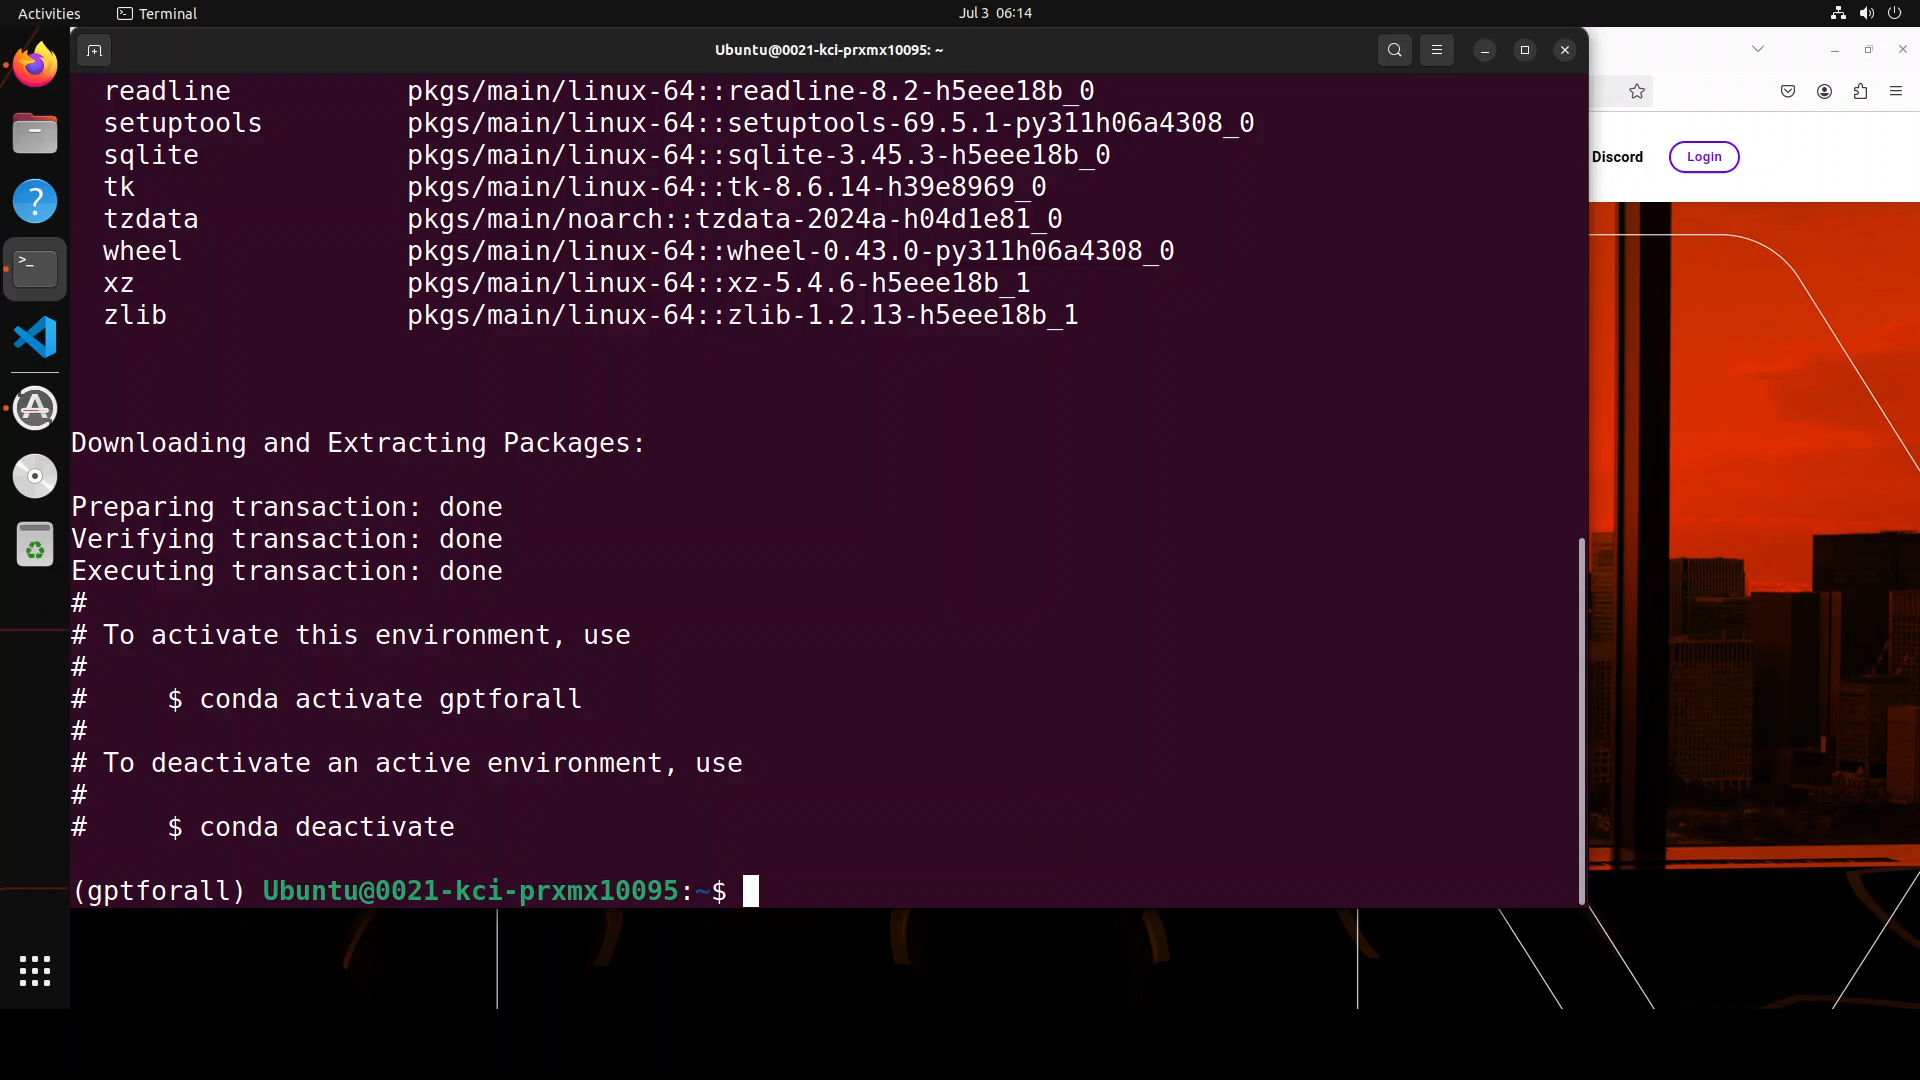 Activities Terminal Jul 3 06:14
Ubuntu@0021-kci-prxmx10095: ~
readline pkgs/main/linux-64::readline-8.2-h5eee18b_0
setuptools pkgs/main/linux-64::setuptools-69.5.1-py311h06a4308_0
sqlite pkgs/main/linux-64::sqlite-3.45.3-h5eee18b_0
tk pkgs/main/linux-64::tk-8.6.14-h39e8969_0
tzdata pkgs/main/noarch::tzdata-2024a-h04d1e81_0
wheel pkgs/main/linux-64::wheel-0.43.0-py311h06a4308_0
xz pkgs/main/linux-64::xz-5.4.6-h5eee18b_1
zlib pkgs/main/linux-64::zlib-1.2.13-h5eee18b_1
Downloading and Extracting Packages:
Preparing transaction: done
Verifying transaction: done
Executing transaction: done
#
# To activate this environment, use
#
# $ conda activate gptforall
#
# To deactivate an active environment, use
#
# $ conda deactivate
(gptforall) Ubuntu@0021-kci-prxmx10095:~$
Discord Login